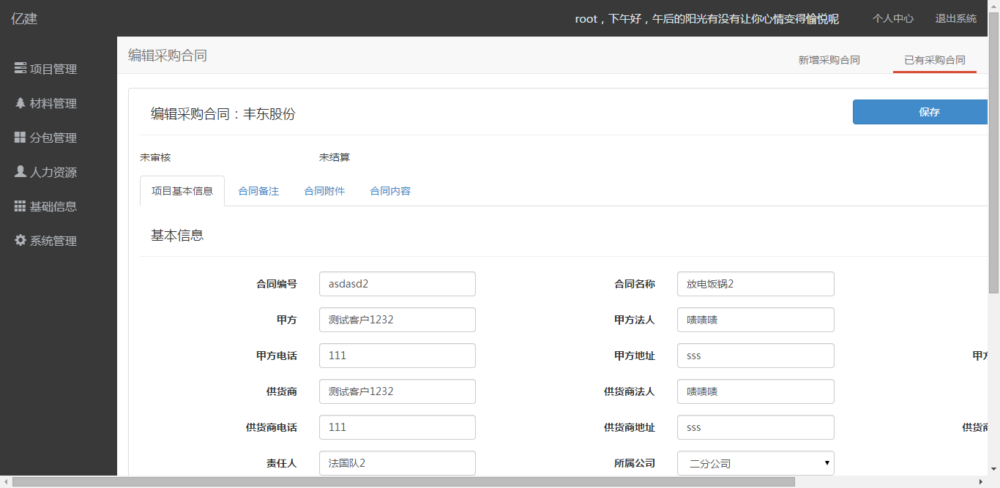 亿建
root，下午好，午后的阳光有没有让你心情变得愉悦呢 个人中心 退出系统
编辑采购合同 新增采购合同 已有采购合同
项目管理
材料管理
分包管理
人力资源
基础信息
系统管理
编辑采购合同：丰东股份 保存
未审核 未结算
项目基本信息 合同备注 合同附件 合同内容
基本信息
合同编号 asdasd2 合同名称 放电饭锅2
甲方 测试客户1232 甲方法人 啧啧啧
甲方电话 111 甲方地址 sss 甲方
供货商 测试客户1232 供货商法人 啧啧啧
供货商电话 111 供货商地址 sss 供货商
责任人 法国队2 所属公司 二分公司